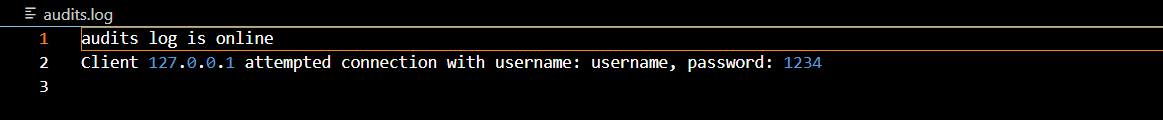 audits.log
1 audits log is online
2 Client 127.0.0.1 attempted connection with username: username, password: 1234
3